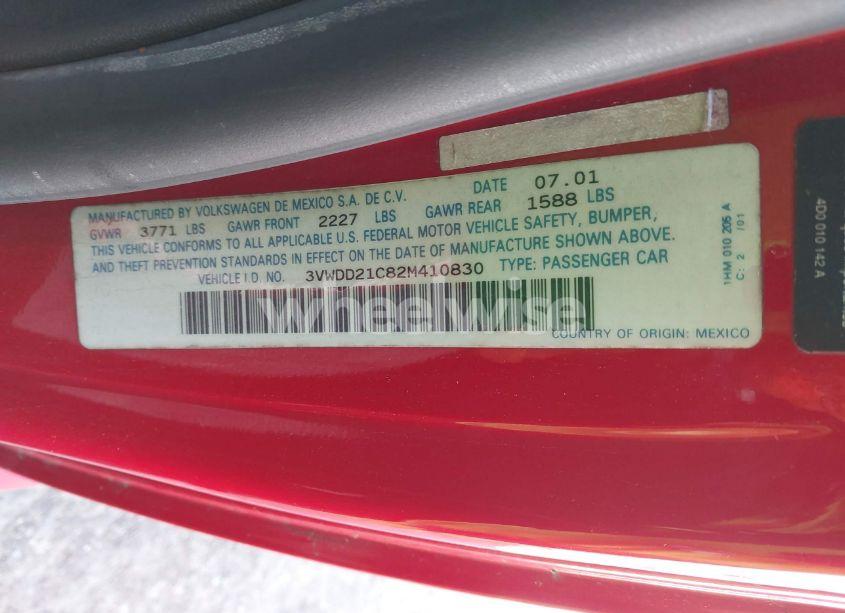 MANUFACTURED BY VOLKSWAGEN DE MEXICO S.A. DE C.V. DATE 07.01
GVWR 3771 LBS GAWR FRONT 2227 LBS GAWR REAR 1588 LBS
THIS VEHICLE CONFORMS TO ALL APPLICABLE U.S. FEDERAL MOTOR VEHICLE SAFETY, BUMPER,
AND THEFT PREVENTION STANDARDS IN EFFECT ON THE DATE OF MANUFACTURE SHOWN ABOVE.
VEHICLE I.D. NO. 3VWDD21C82M410830 TYPE: PASSENGER CAR
wheelwise
COUNTRY OF ORIGIN: MEXICO
1HM 010 205 A
C: 2 /01
4D0 010 142 A